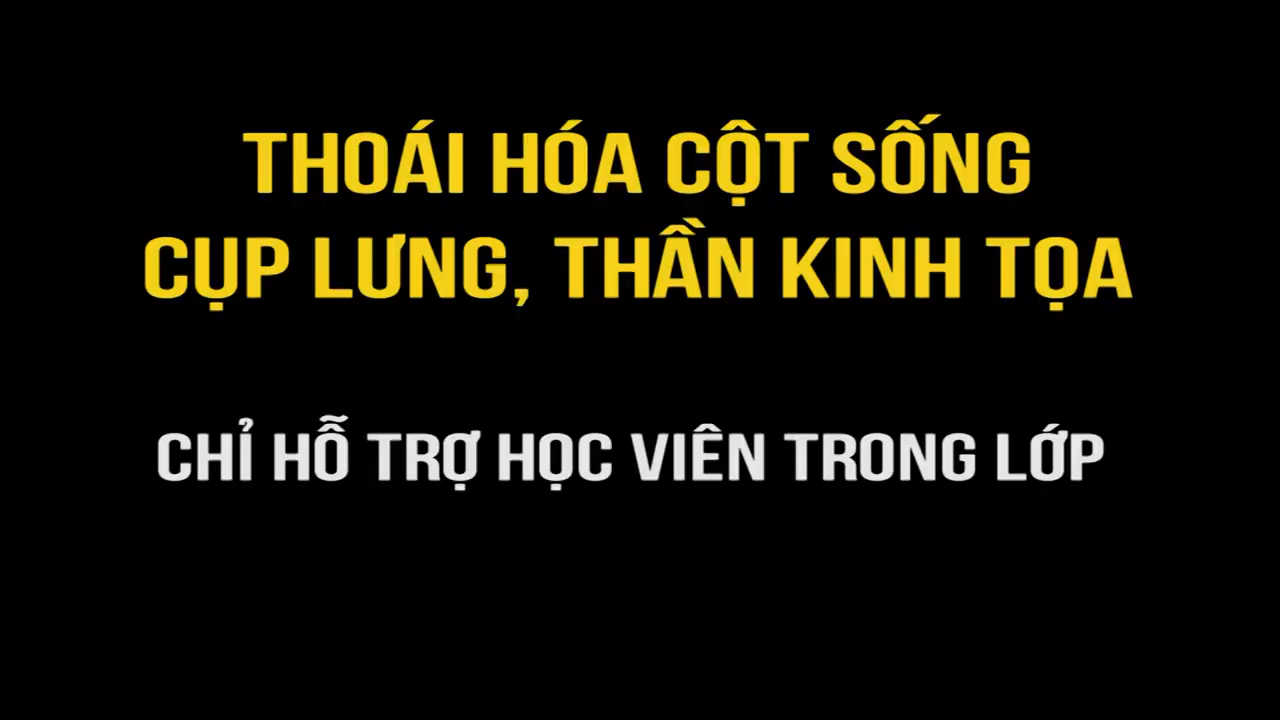 THOÁI HÓA CỘT SỐNG
CỤP LƯNG, THẦN KINH TỌA
CHỈ HỖ TRỢ HỌC VIÊN TRONG LỚP